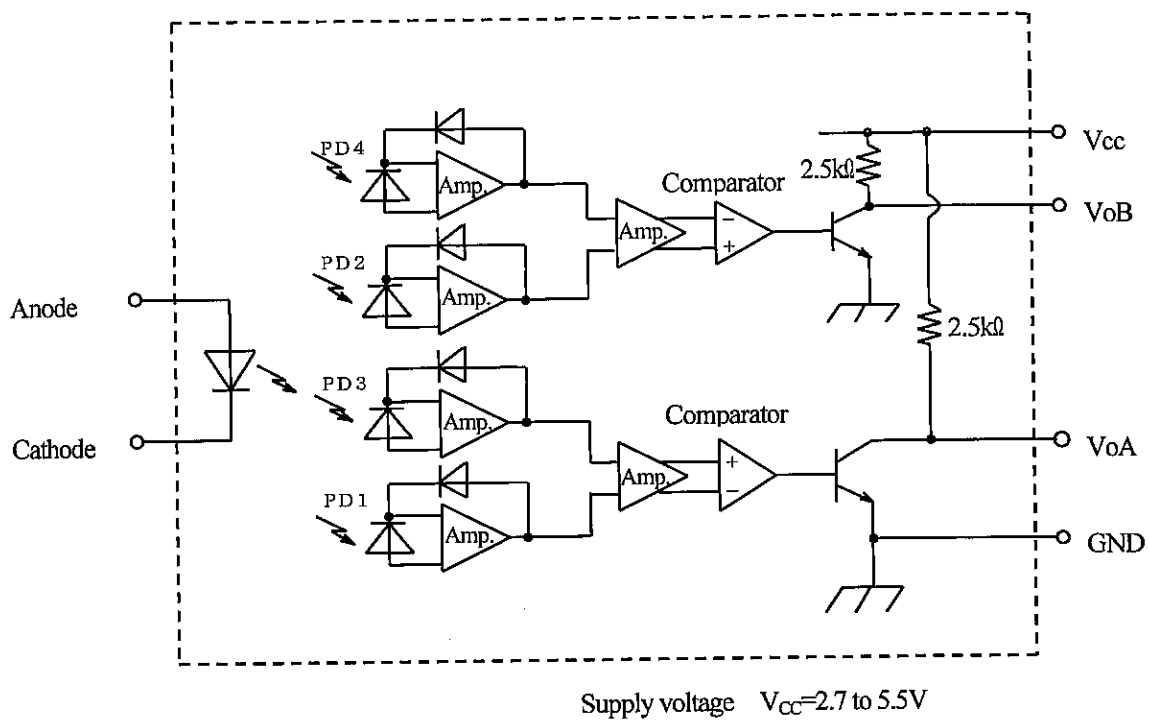 PD4
Amp.
Comparator
2.5kΩ
Vcc
VoB
Amp.
−
+
PD2
Amp.
Anode
2.5kΩ
PD3
Amp.
Comparator
Cathode
VoA
Amp.
+
−
PD1
Amp.
GND
Supply voltage VCC=2.7 to 5.5V